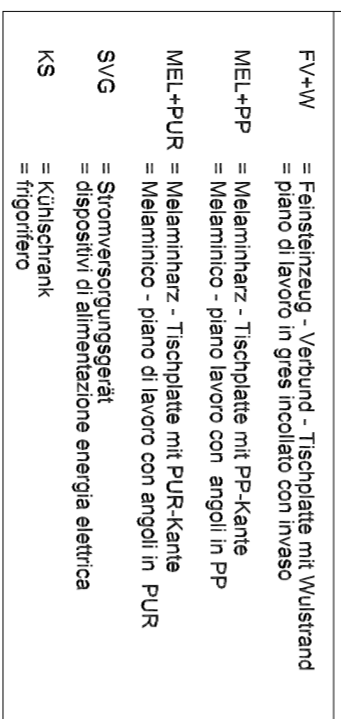 FV+W = Feinsteinzeug - Verbund - Tischplatte mit Wulstrand
= piano di lavoro in gres incollato con invaso
MEL+PP = Melaminharz - Tischplatte mit PP-Kante
= Melaminico - piano lavoro con angoli in PP
MEL+PUR = Melaminharz - Tischplatte mit PUR-Kante
= Melaminico - piano di lavoro con angoli in PUR
SVG = Stromversorgungsgerät
= dispositivi di alimentazione energia elettrica
KS = Kühlschrank
= frigorifero